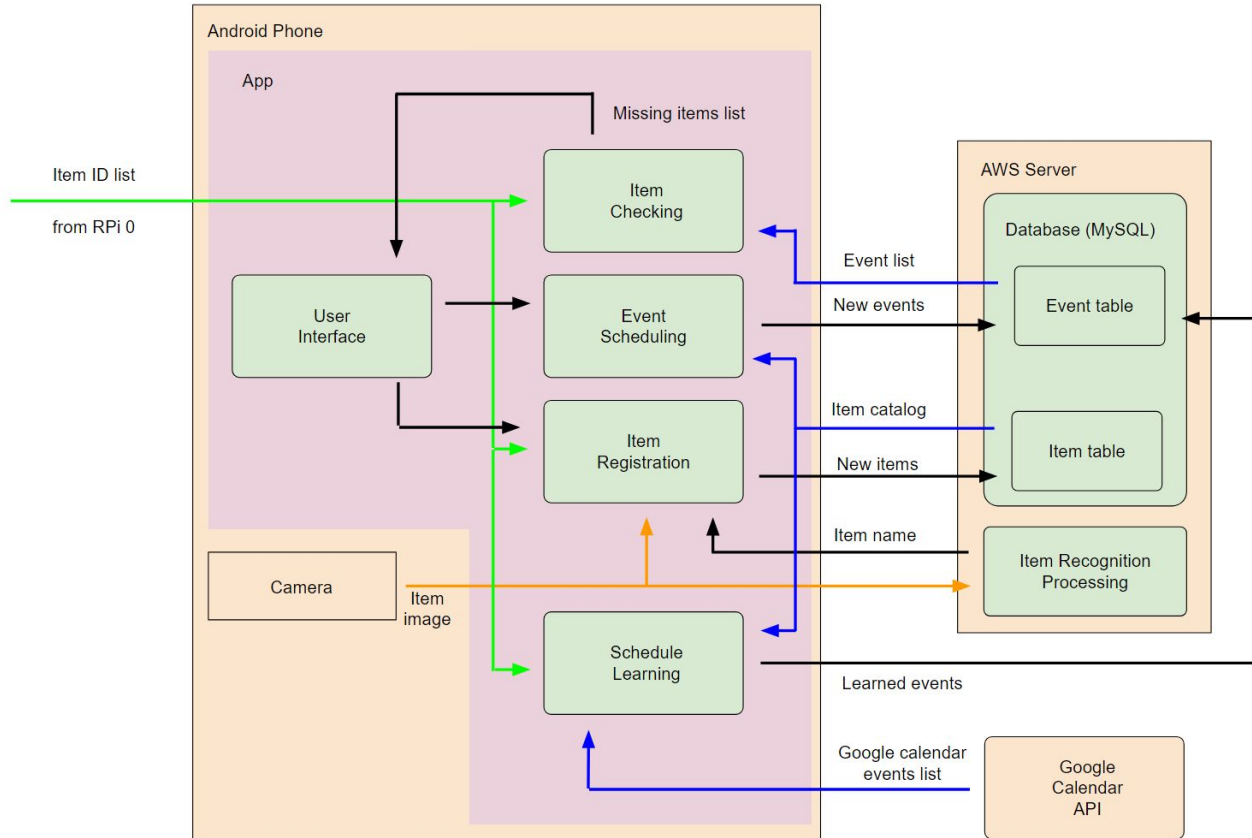 Android Phone
App
Missing items list
Item ID list
from RPi 0
Item
Checking
AWS Server
Database (MySQL)
Event list
Event table
User
Interface
Event
Scheduling
New events
Item catalog
Item
Registration
Item table
New items
Item name
Camera
Item
image
Item Recognition
Processing
Schedule
Learning
Learned events
Google calendar
events list
Google
Calendar
API